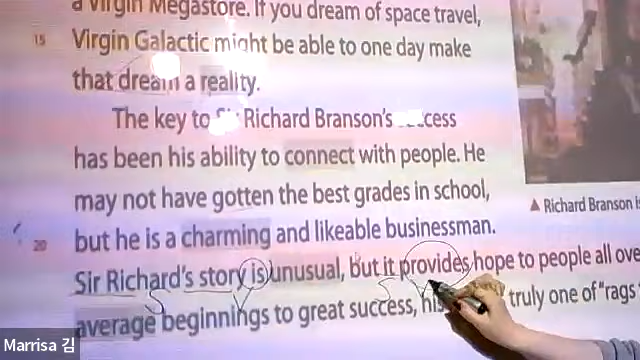 a Virgin Megastore. If you dream of space travel,
15 Virgin Galactic might be able to one day make
that dream a reality.
The key to Sir Richard Branson's success
has been his ability to connect with people. He
may not have gotten the best grades in school,
20 but he is a charming and likeable businessman.
Sir Richard's story is unusual, but it provides hope to people all over
average beginnings to great success, his truly one of "rags
▲ Richard Branson
S V S V
Marrisa 김